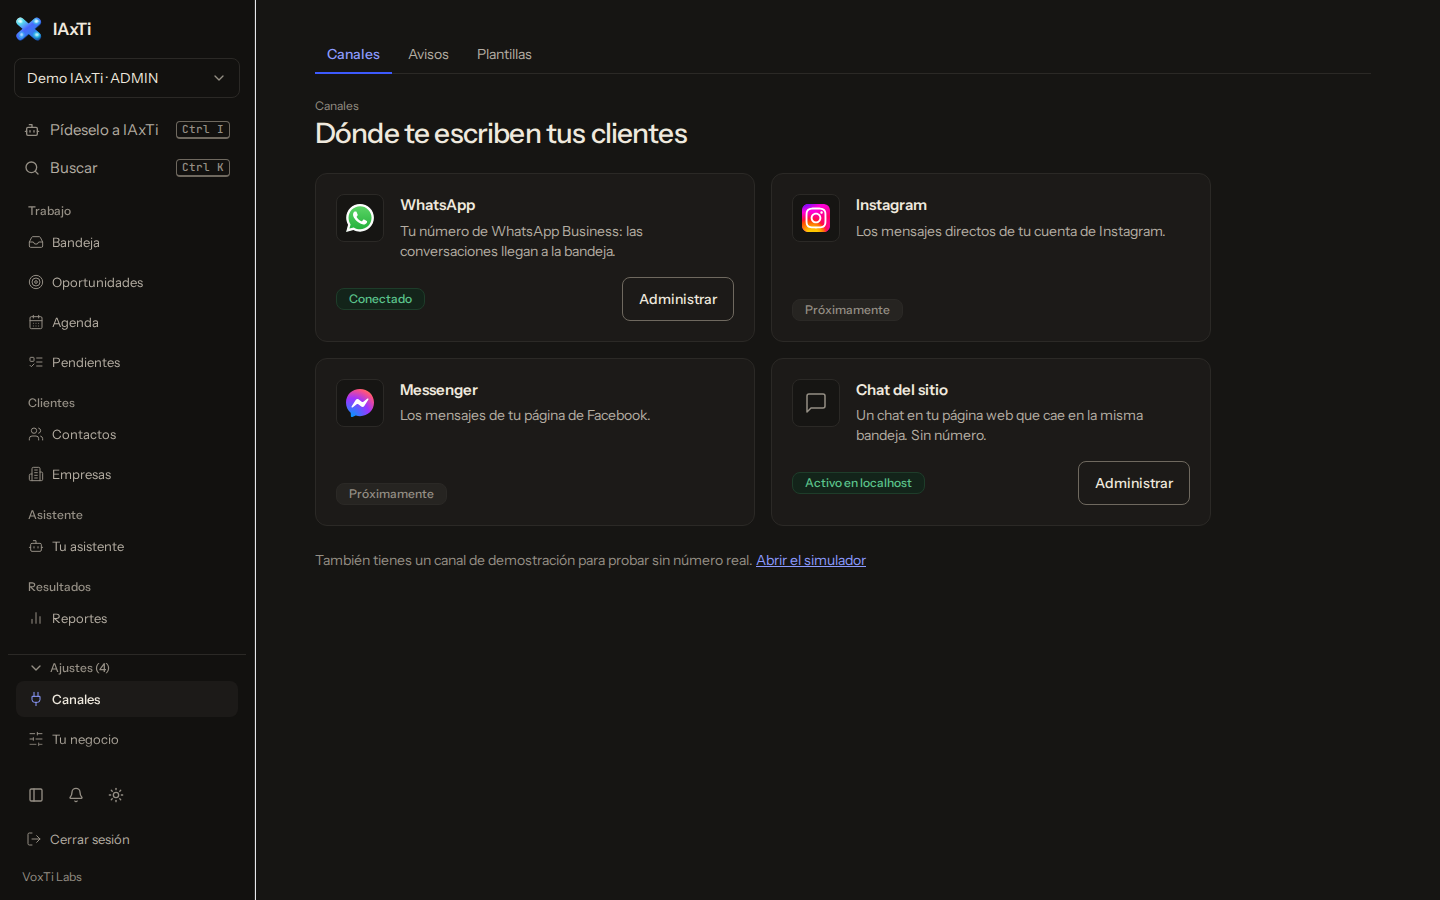 IAxTi
Demo IAxTi · ADMIN
Pídeselo a IAxTi Ctrl I
Buscar Ctrl K
Trabajo
Bandeja
Oportunidades
Agenda
Pendientes
Clientes
Contactos
Empresas
Asistente
Tu asistente
Resultados
Reportes
Ajustes (4)
Canales
Tu negocio
Cerrar sesión
VoxTi Labs
Canales Avisos Plantillas
Canales
Dónde te escriben tus clientes
WhatsApp
Tu número de WhatsApp Business: las
conversaciones llegan a la bandeja.
Conectado Administrar
Instagram
Los mensajes directos de tu cuenta de Instagram.
Próximamente
Messenger
Los mensajes de tu página de Facebook.
Próximamente
Chat del sitio
Un chat en tu página web que cae en la misma
bandeja. Sin número.
Activo en localhost Administrar
También tienes un canal de demostración para probar sin número real. Abrir el simulador